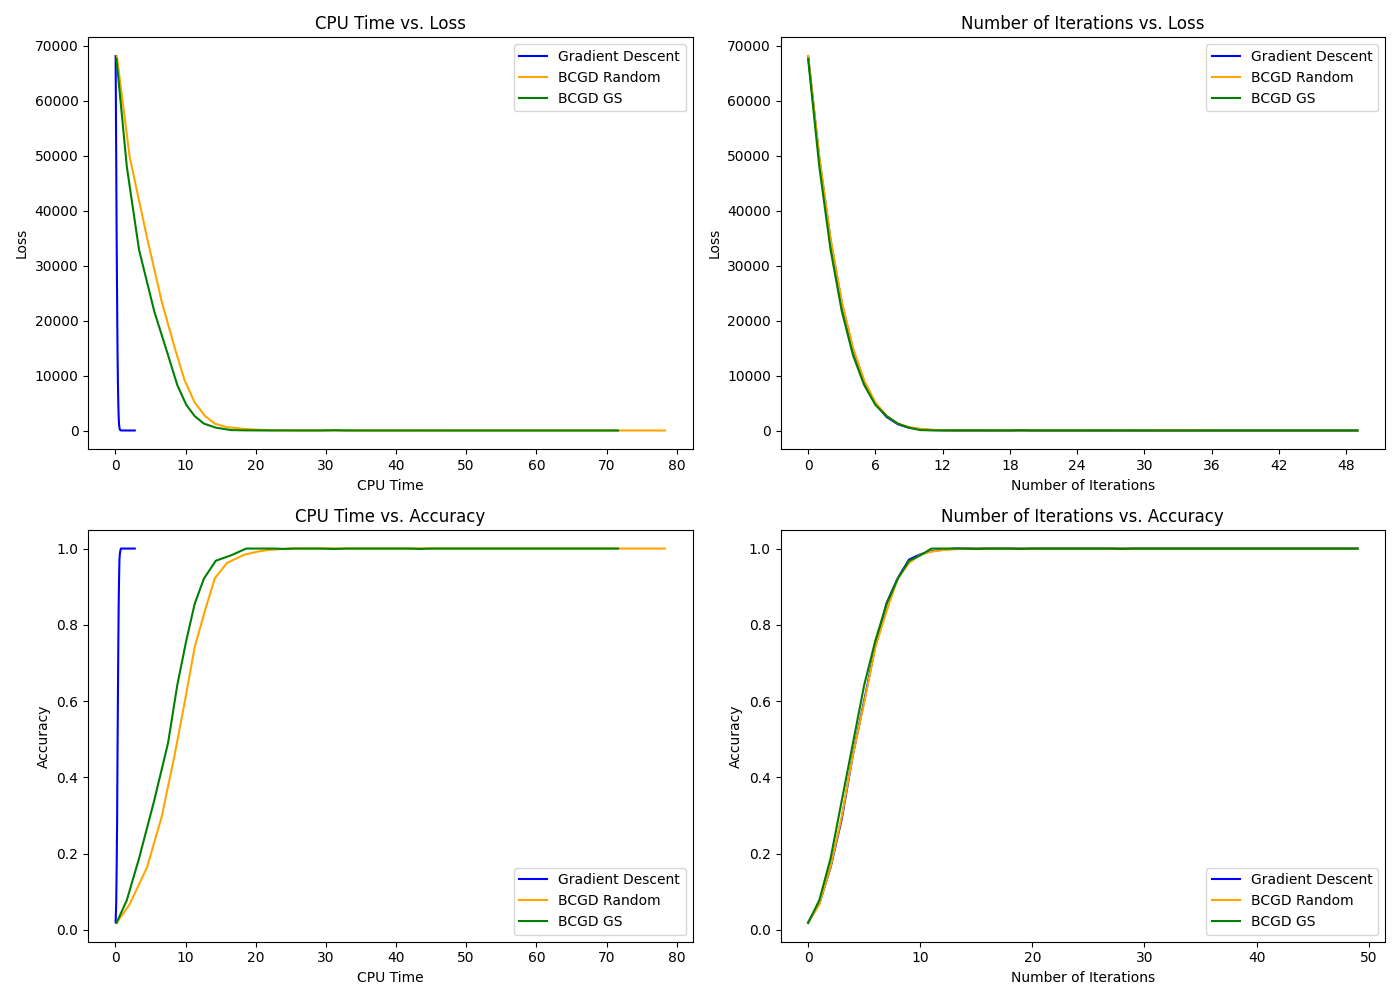 CPU Time vs. Loss
70000
60000
50000
40000
30000
20000
10000
0
Loss
Gradient Descent
BCGD Random
BCGD GS
0 10 20 30 40 50 60 70 80
CPU Time
Number of Iterations vs. Loss
70000
60000
50000
40000
30000
20000
10000
0
Loss
Gradient Descent
BCGD Random
BCGD GS
0 6 12 18 24 30 36 42 48
Number of Iterations
CPU Time vs. Accuracy
1.0
0.8
0.6
0.4
0.2
0.0
Accuracy
Gradient Descent
BCGD Random
BCGD GS
0 10 20 30 40 50 60 70 80
CPU Time
Number of Iterations vs. Accuracy
1.0
0.8
0.6
0.4
0.2
0.0
Accuracy
Gradient Descent
BCGD Random
BCGD GS
0 10 20 30 40 50
Number of Iterations